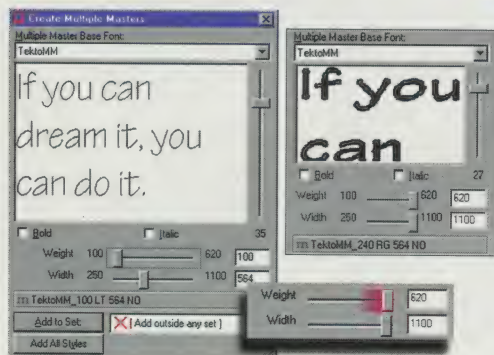 Create Multiple Masters
Multiple Master Base Font:
TektoMM
If you can
dream it, you
can do it.
Bold Italic 35
Weight 100 620 100
Width 250 1100 564
TektoMM_100 LT 564 NO
Add to Set: [ Add outside any set ]
Add All Styles
Multiple Master Base Font:
TektoMM
If you
can
Bold Italic 27
Weight 100 620 620
Width 250 1100 1100
TektoMM_240 RG 564 NO
Weight 620
Width 1100